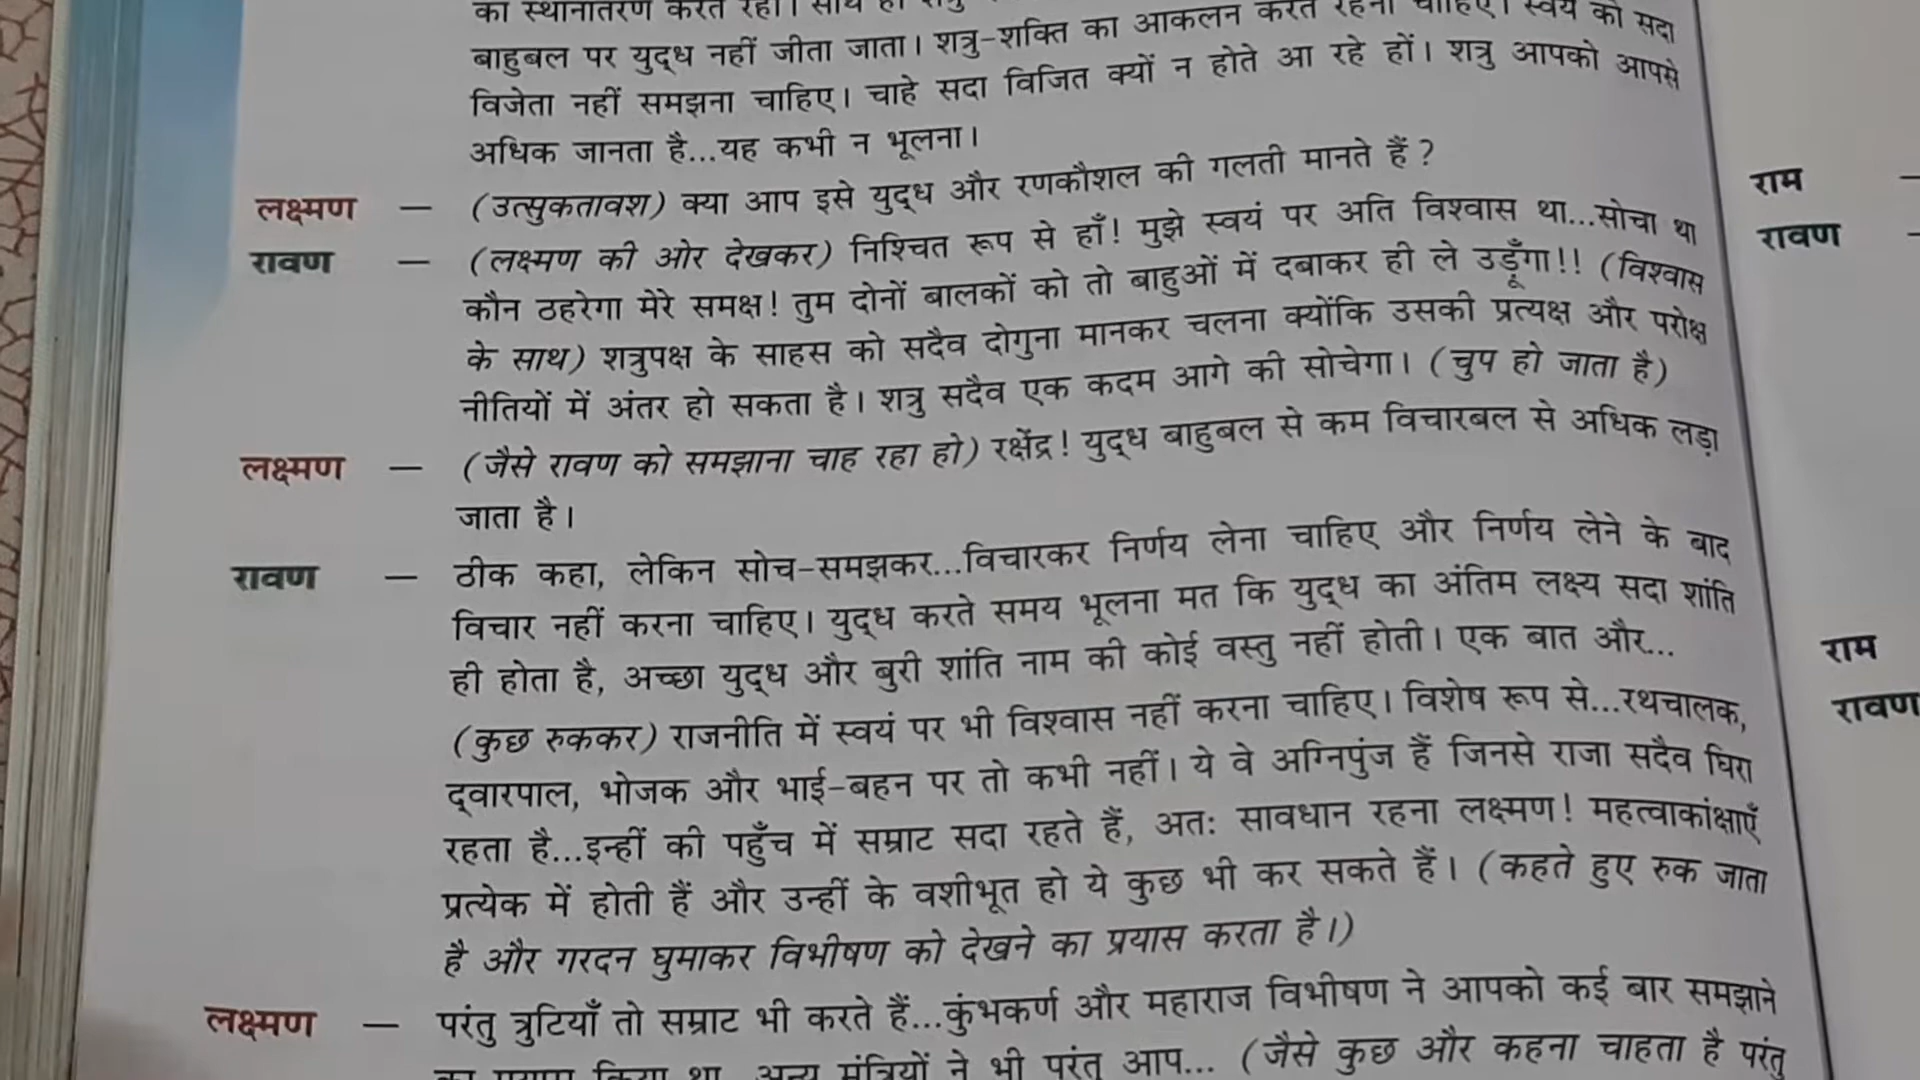 का स्थानांतरण करते रहो। साथ ही आकलन करते रहना चाहिए। स्वयं को सदा
बाहुबल पर युद्ध नहीं जीता जाता। शत्रु-शक्ति का
विजेता नहीं समझना चाहिए। चाहे सदा विजित क्यों न होते आ रहे हों। शत्रु आपको आपसे
अधिक जानता है...यह कभी न भूलना।
लक्ष्मण — (उत्सुकतावश) क्या आप इसे युद्ध और रणकौशल की गलती मानते हैं ?
रावण — (लक्ष्मण की ओर देखकर) निश्चित रूप से हाँ! मुझे स्वयं पर अति विश्वास था...सोचा था
कौन ठहरेगा मेरे समक्ष! तुम दोनों बालकों को तो बाहुओं में दबाकर ही ले उड़ूँगा!! (विश्वास
के साथ) शत्रुपक्ष के साहस को सदैव दोगुना मानकर चलना क्योंकि उसकी प्रत्यक्ष और परोक्ष
नीतियों में अंतर हो सकता है। शत्रु सदैव एक कदम आगे की सोचेगा। (चुप हो जाता है)
लक्ष्मण — (जैसे रावण को समझाना चाह रहा हो) रक्षेंद्र! युद्ध बाहुबल से कम विचारबल से अधिक लड़ा
जाता है।
रावण — ठीक कहा, लेकिन सोच-समझकर...विचारकर निर्णय लेना चाहिए और निर्णय लेने के बाद
विचार नहीं करना चाहिए। युद्ध करते समय भूलना मत कि युद्ध का अंतिम लक्ष्य सदा शांति
ही होता है, अच्छा युद्ध और बुरी शांति नाम की कोई वस्तु नहीं होती। एक बात और...
(कुछ रुककर) राजनीति में स्वयं पर भी विश्वास नहीं करना चाहिए। विशेष रूप से...रथचालक,
द्वारपाल, भोजक और भाई-बहन पर तो कभी नहीं। ये वे अग्निपुंज हैं जिनसे राजा सदैव घिरा
रहता है...इन्हीं की पहुँच में सम्राट सदा रहते हैं, अतः सावधान रहना लक्ष्मण! महत्वाकांक्षाएँ
प्रत्येक में होती हैं और उन्हीं के वशीभूत हो ये कुछ भी कर सकते हैं। (कहते हुए रुक जाता
है और गरदन घुमाकर विभीषण को देखने का प्रयास करता है।)
लक्ष्मण — परंतु त्रुटियाँ तो सम्राट भी करते हैं...कुंभकर्ण और महाराज विभीषण ने आपको कई बार समझाने
का प्रयास किया था, अन्य मंत्रियों ने भी परंतु आप... (जैसे कुछ और कहना चाहता है परंतु
राम —
रावण —
राम
रावण